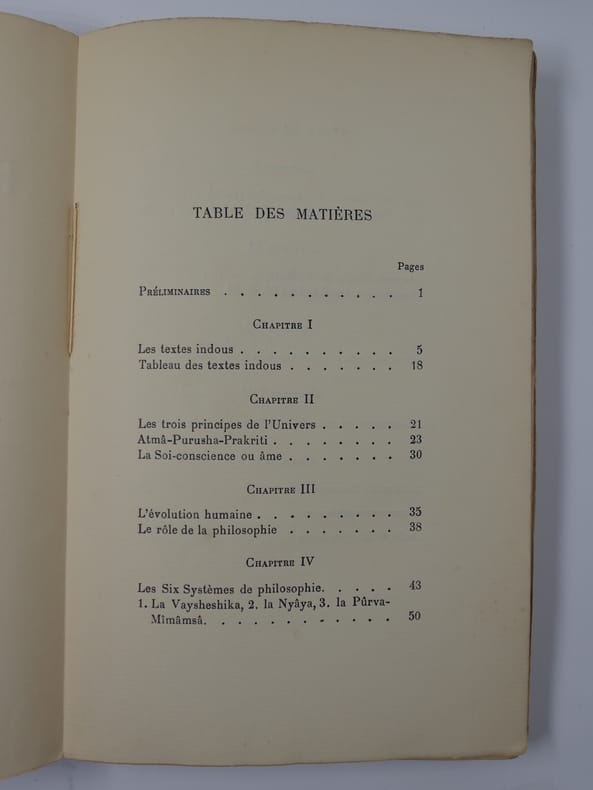 TABLE DES MATIÈRES
Pages
PRÉLIMINAIRES . . . . . . . . . . . 1
CHAPITRE I
Les textes indous . . . . . . . . . . 5
Tableau des textes indous . . . . . . . 18
CHAPITRE II
Les trois principes de l'Univers . . . . . 21
Atmâ-Purusha-Prakriti . . . . . . . . 23
La Soi-conscience ou âme . . . . . . . 30
CHAPITRE III
L'évolution humaine . . . . . . . . . 35
Le rôle de la philosophie . . . . . . . 38
CHAPITRE IV
Les Six Systèmes de philosophie. . . . . 43
1. La Vaysheshika, 2. la Nyâya, 3. la Pûrva-
Mîmâmsâ. . . . . . . . . . . . 50